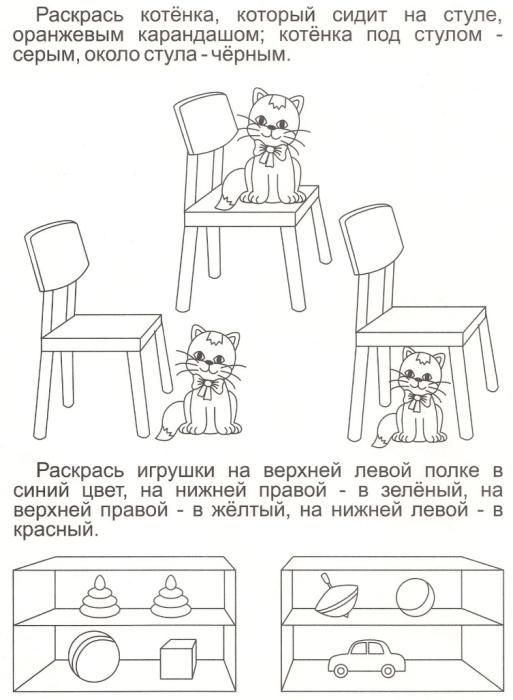 Раскрась котёнка, который сидит на стуле,
оранжевым карандашом; котёнка под стулом -
серым, около стула - чёрным.
Раскрась игрушки на верхней левой полке в
синий цвет, на нижней правой - в зелёный, на
верхней правой - в жёлтый, на нижней левой - в
красный.